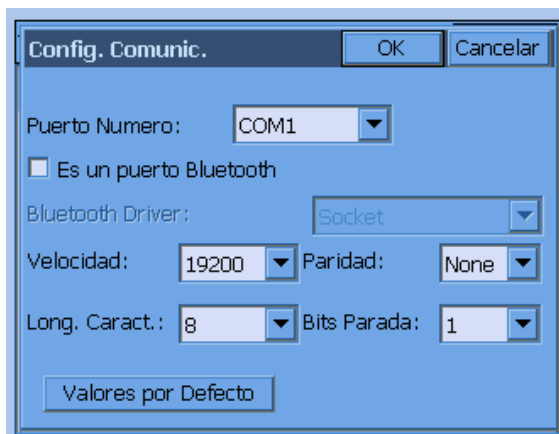 Config. Comunic. OK Cancelar
Puerto Numero: COM1
Es un puerto Bluetooth
Bluetooth Driver: Socket
Velocidad: 19200 Paridad: None
Long. Caract.: 8 Bits Parada: 1
Valores por Defecto